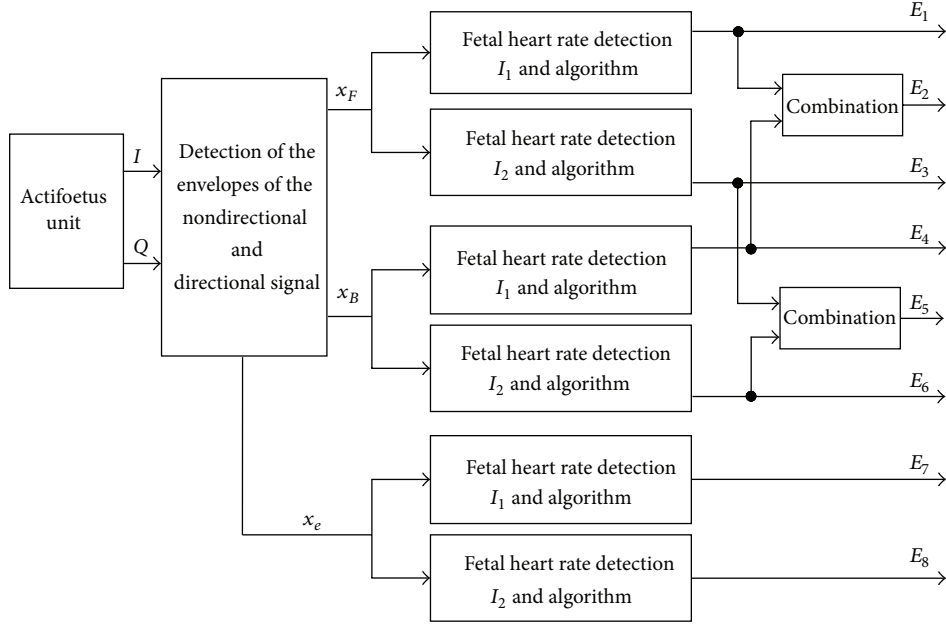 Actifoetus
unit
I
Q
Detection of the
envelopes of the
nondirectional
and
directional signal
x_F
x_B
x_e
Fetal heart rate detection
I_1 and algorithm
Fetal heart rate detection
I_2 and algorithm
Fetal heart rate detection
I_1 and algorithm
Fetal heart rate detection
I_2 and algorithm
Fetal heart rate detection
I_1 and algorithm
Fetal heart rate detection
I_2 and algorithm
Combination
Combination
E_1
E_2
E_3
E_4
E_5
E_6
E_7
E_8